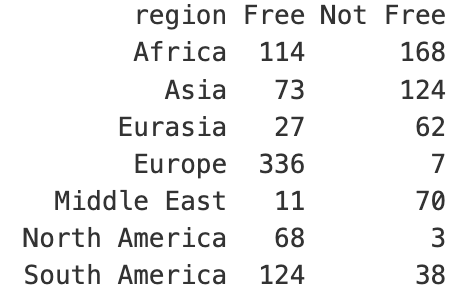 region Free Not Free
Africa 114 168
Asia 73 124
Eurasia 27 62
Europe 336 7
Middle East 11 70
North America 68 3
South America 124 38